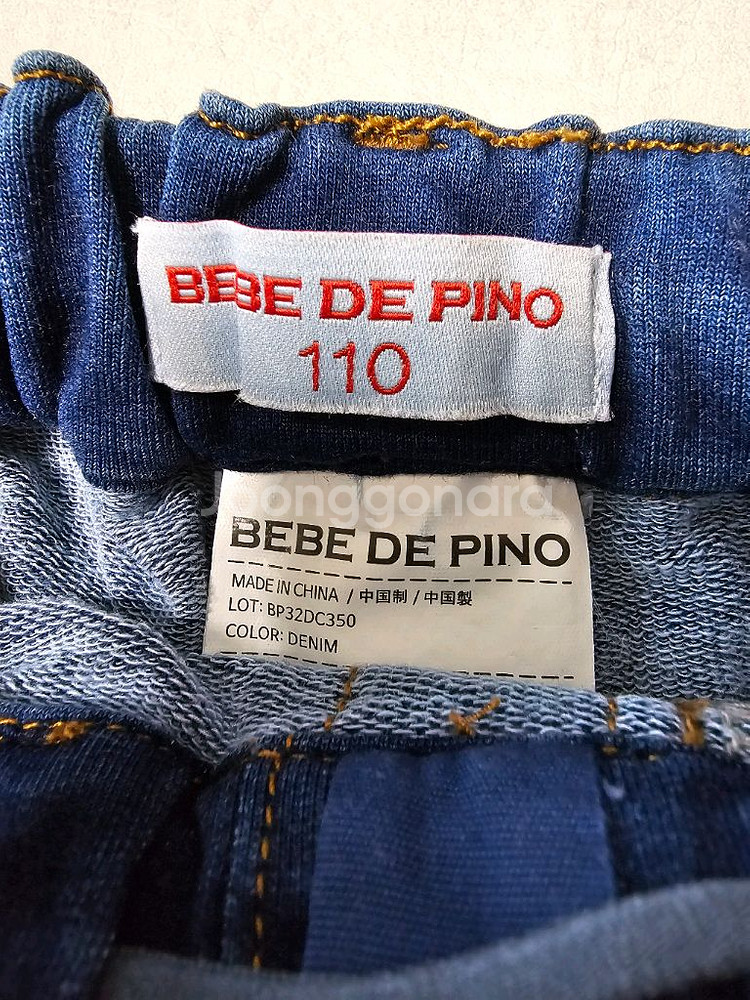 BEBE DE PINO
110
Joonggonara
BEBE DE PINO
MADE IN CHINA / 中国制 / 中国製
LOT: BP32DC350
COLOR: DENIM